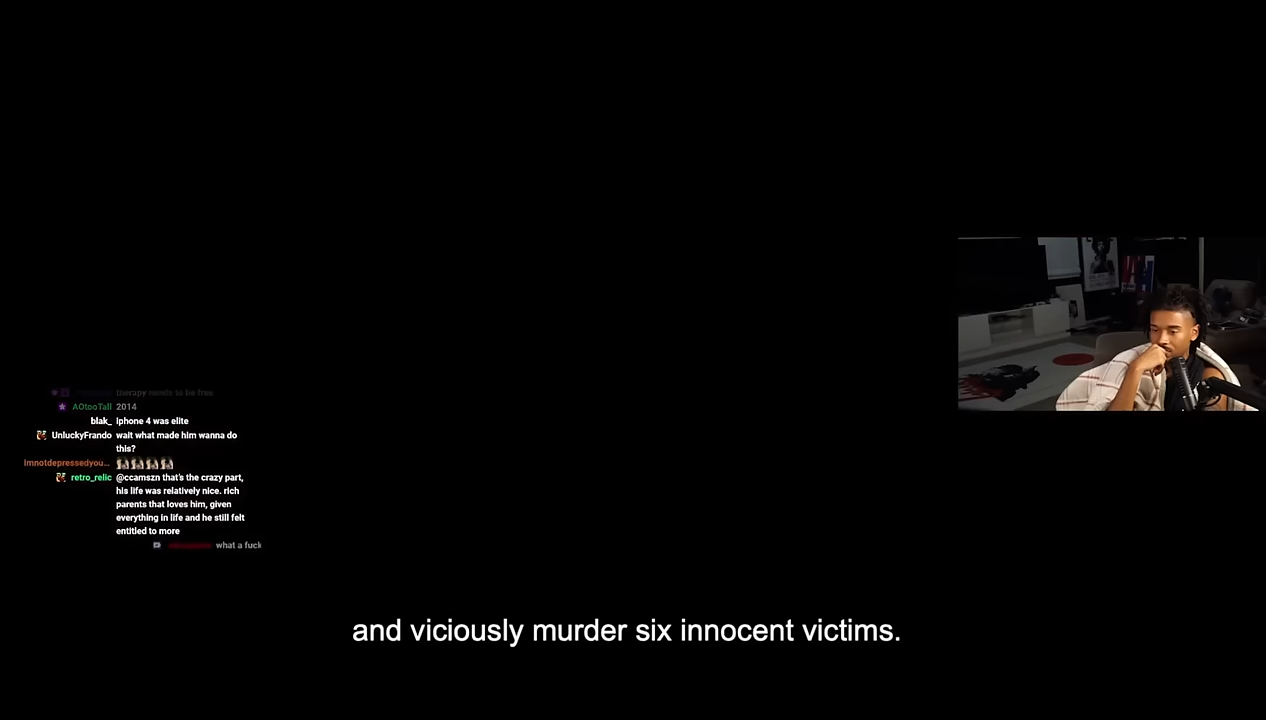 therapy needs to be free
AOtooTall 2014
blak_ iphone 4 was elite
UnluckyFrando wait what made him wanna do
this?
Imnotdepressedyou...
retro_relic @ccamszn that's the crazy part,
his life was relatively nice. rich
parents that loves him, given
everything in life and he still felt
entitled to more
what a fuck
and viciously murder six innocent victims.